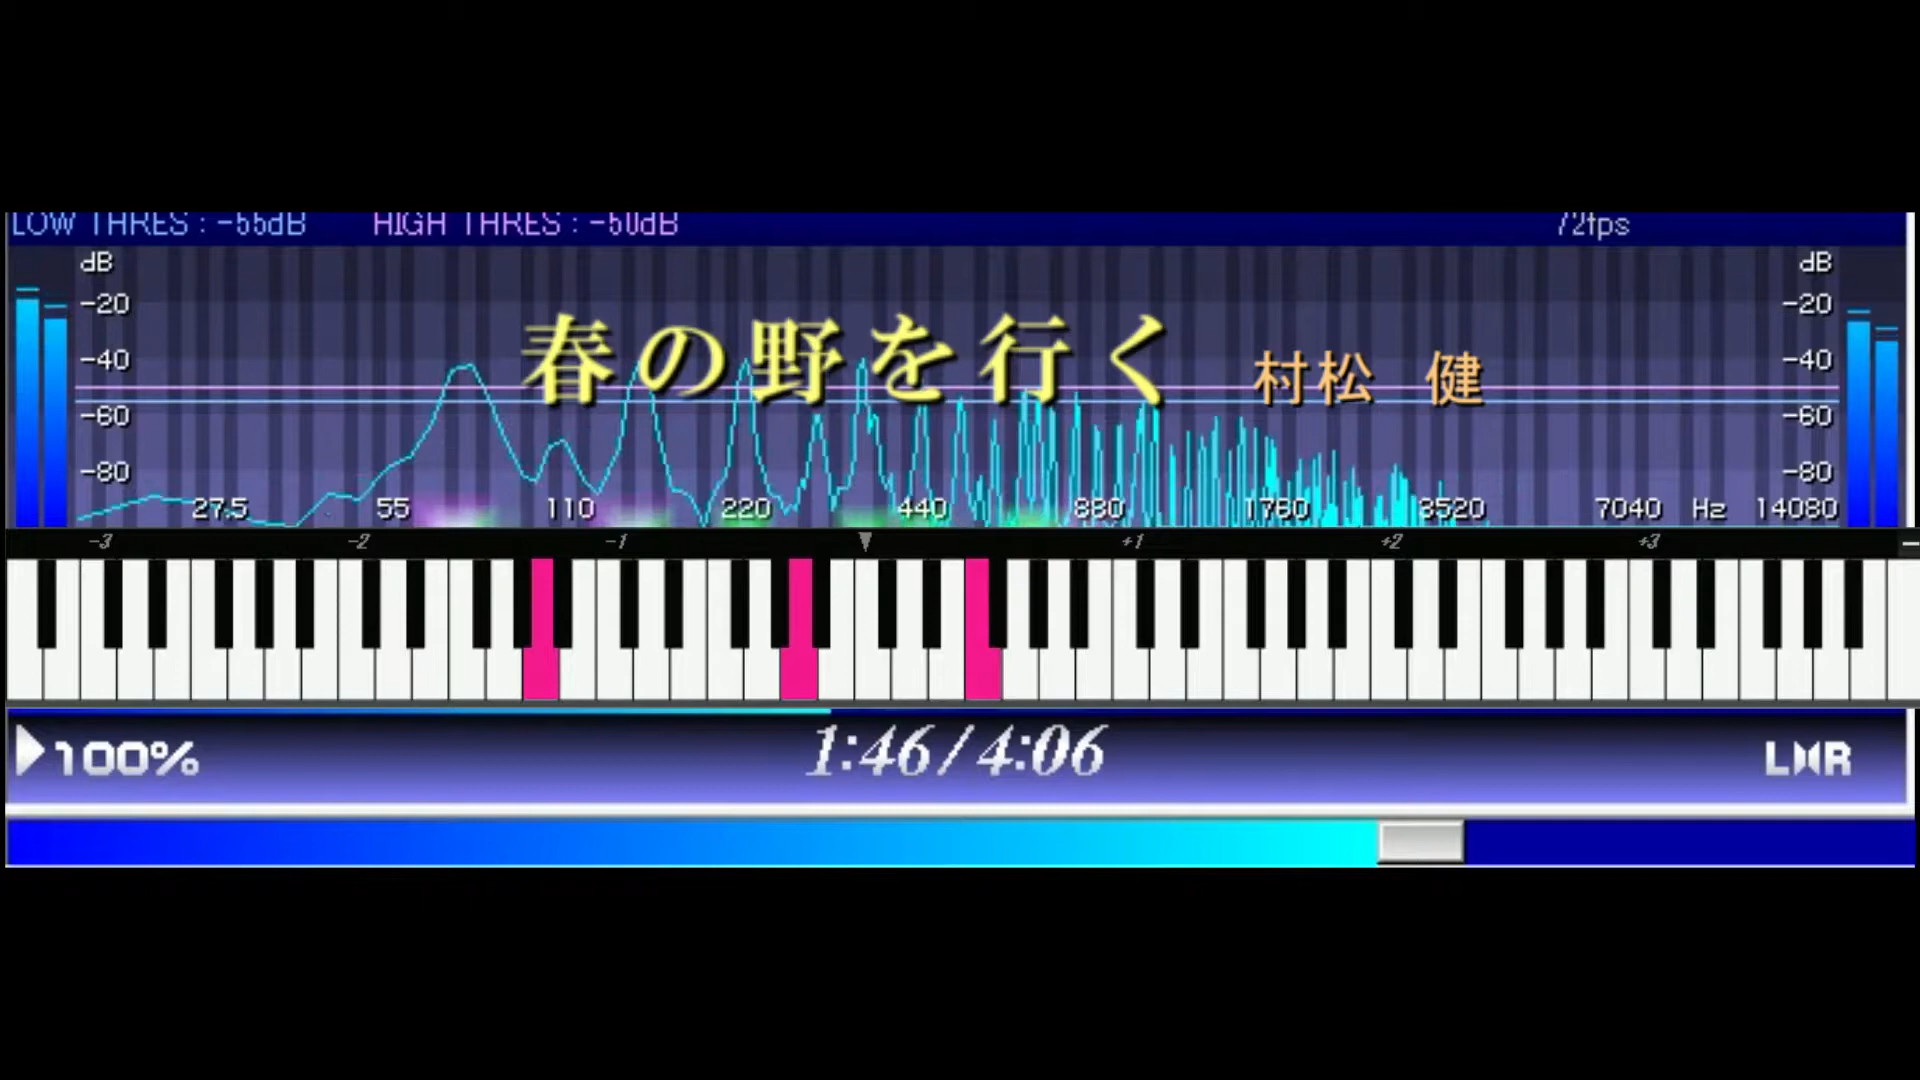 LOW THRES : -55dB HIGH THRES : -50dB 72fps
dB dB
-20 -20
春の野を行く 村松 健
-40 -40
-60 -60
-80 -80
27.5 55 110 220 440 880 1760 3520 7040 Hz 14080
-3 -2 -1 +1 +2 +3
100% 1:46/4:06 LR